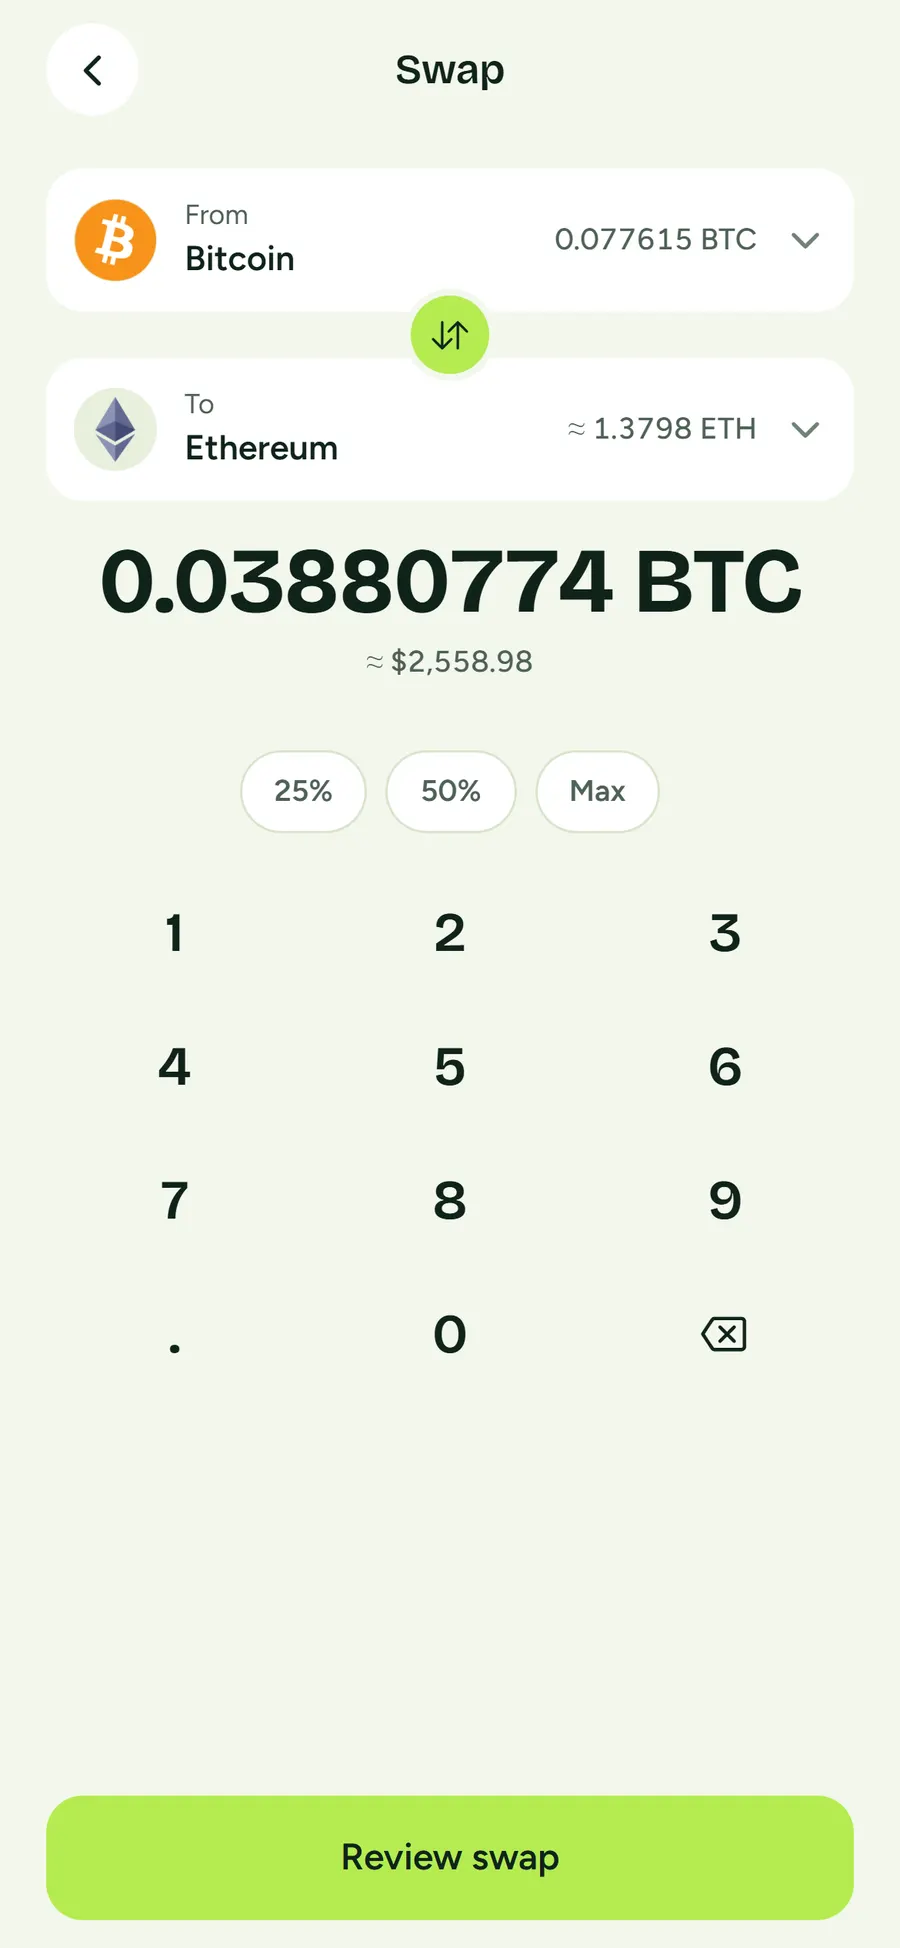 Swap
From
Bitcoin
0.077615 BTC
To
Ethereum
≈ 1.3798 ETH
0.03880774 BTC
≈ $2,558.98
25% 50% Max
1 2 3
4 5 6
7 8 9
. 0
Review swap